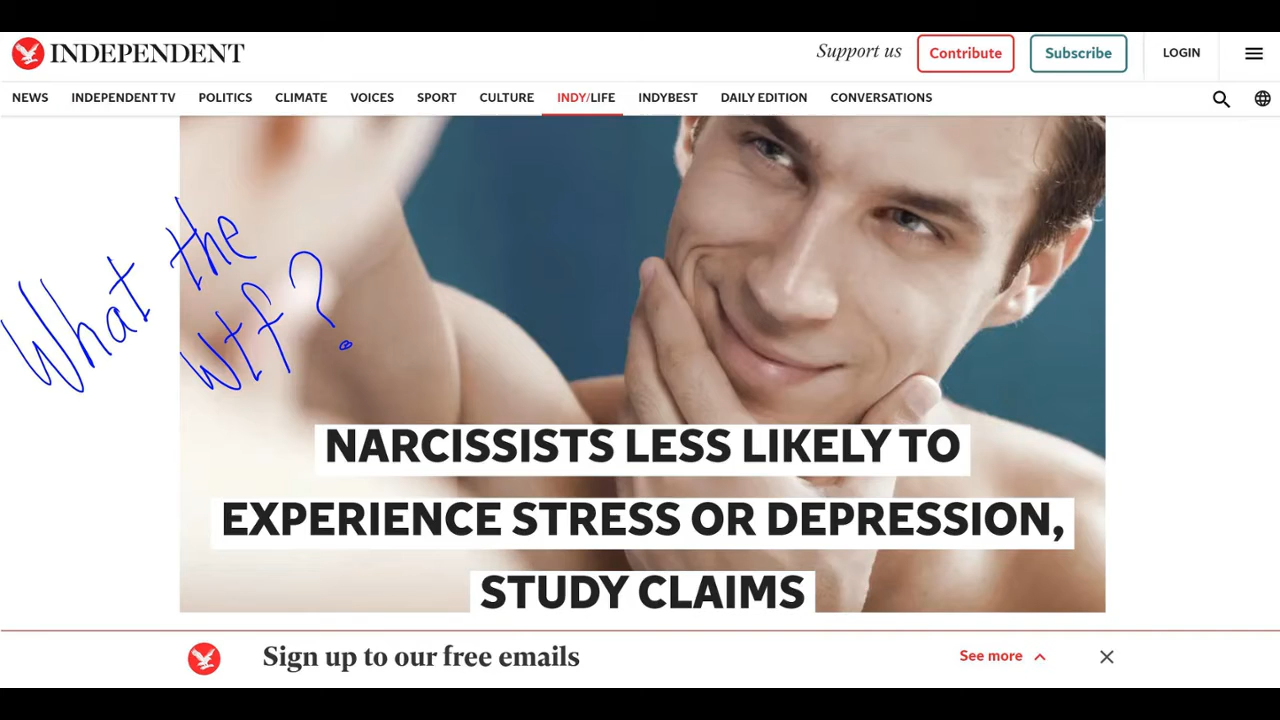 INDEPENDENT
Support us
Contribute
Subscribe
LOGIN
NEWS INDEPENDENT TV POLITICS CLIMATE VOICES SPORT CULTURE INDY/LIFE INDYBEST DAILY EDITION CONVERSATIONS
What the
wtf?
NARCISSISTS LESS LIKELY TO
EXPERIENCE STRESS OR DEPRESSION,
STUDY CLAIMS
Sign up to our free emails
See more